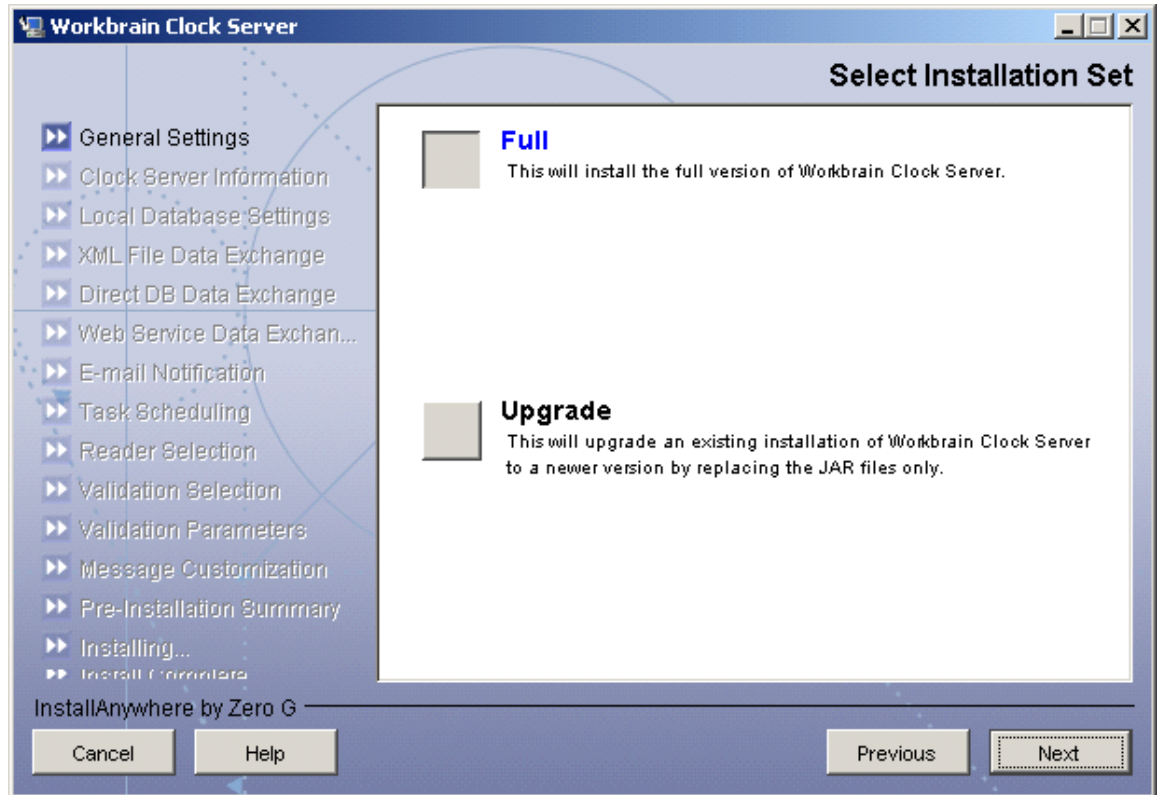 Workbrain Clock Server
Select Installation Set
General Settings
Clock Server Information
Local Database Settings
XML File Data Exchange
Direct DB Data Exchange
Web Service Data Exchan...
E-mail Notification
Task Scheduling
Reader Selection
Validation Selection
Validation Parameters
Message Customization
Pre-Installation Summary
Installing...
Install Complete
Full
This will install the full version of Workbrain Clock Server.
Upgrade
This will upgrade an existing installation of Workbrain Clock Server
to a newer version by replacing the JAR files only.
InstallAnywhere by Zero G
Cancel
Help
Previous
Next